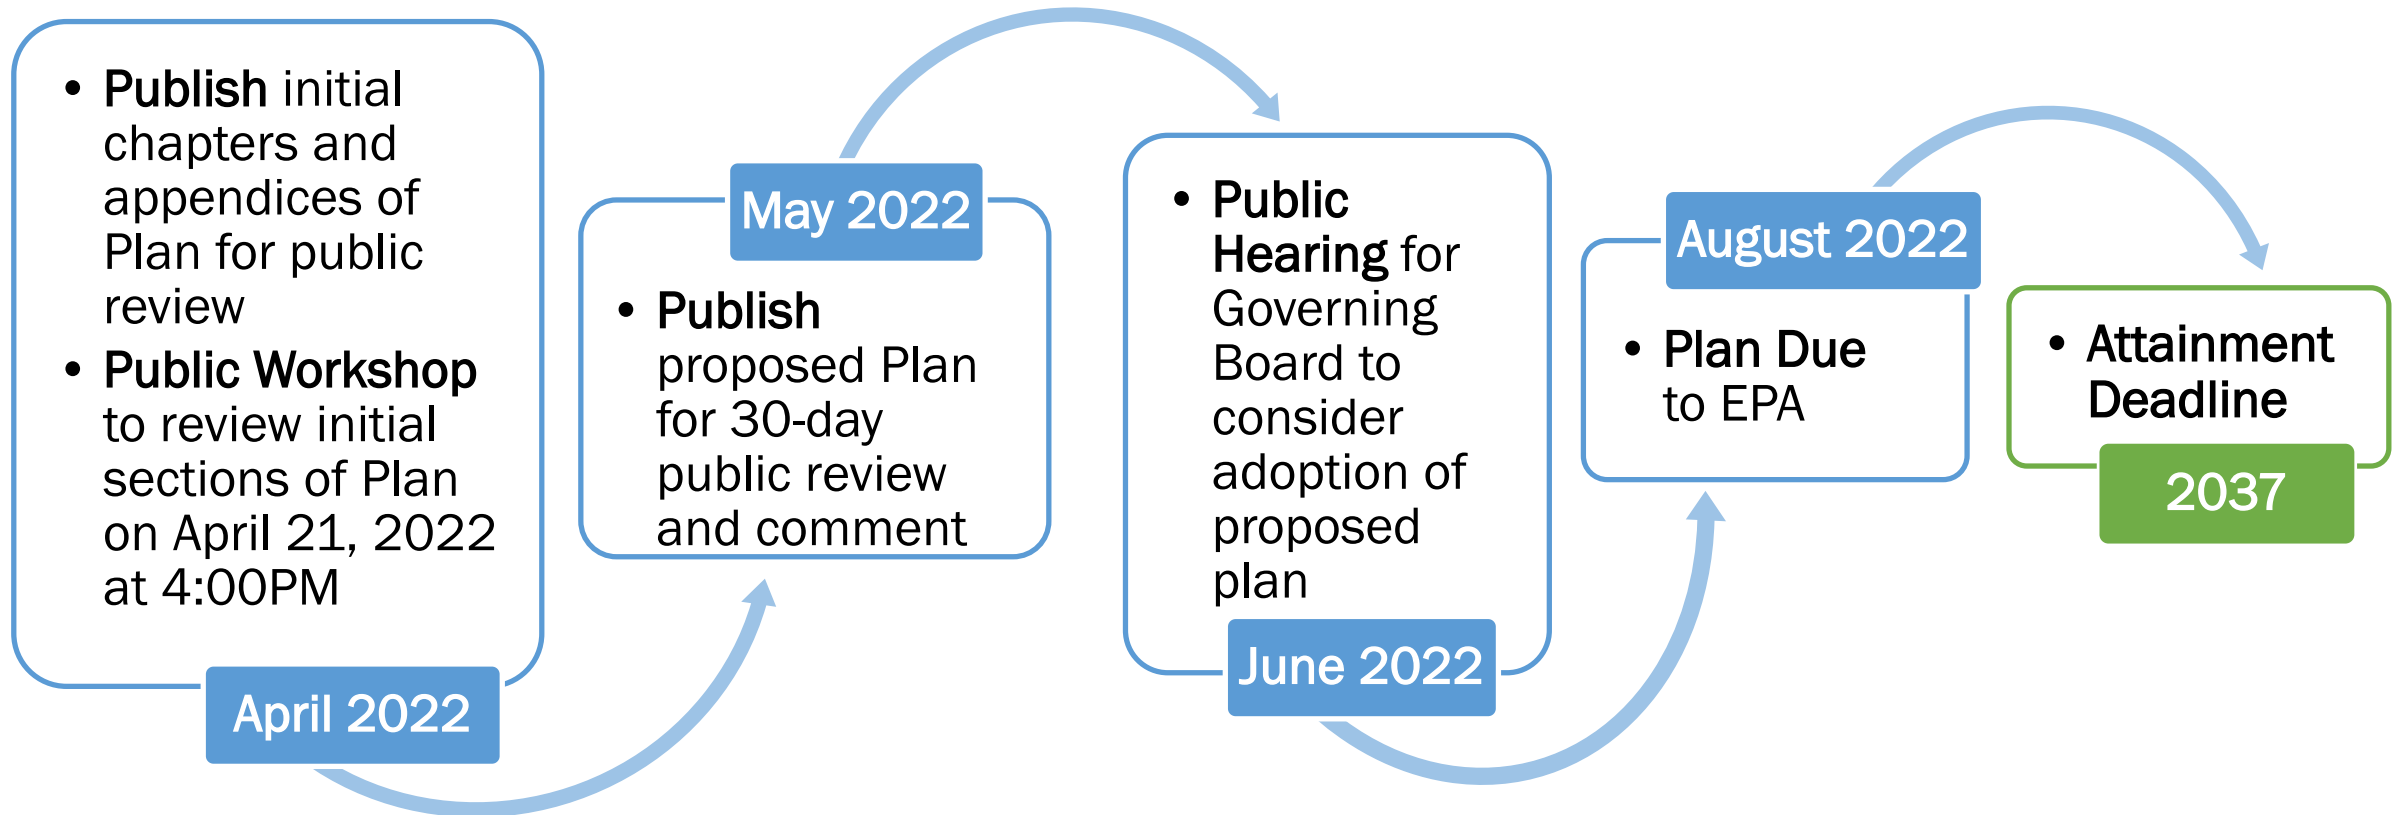 • Publish initial
chapters and
appendices of
Plan for public
review
• Public Workshop
to review initial
sections of Plan
on April 21, 2022
at 4:00PM
April 2022
May 2022
• Publish
proposed Plan
for 30-day
public review
and comment
• Public
Hearing for
Governing
Board to
consider
adoption of
proposed
plan
June 2022
August 2022
• Plan Due
to EPA
• Attainment
Deadline
2037